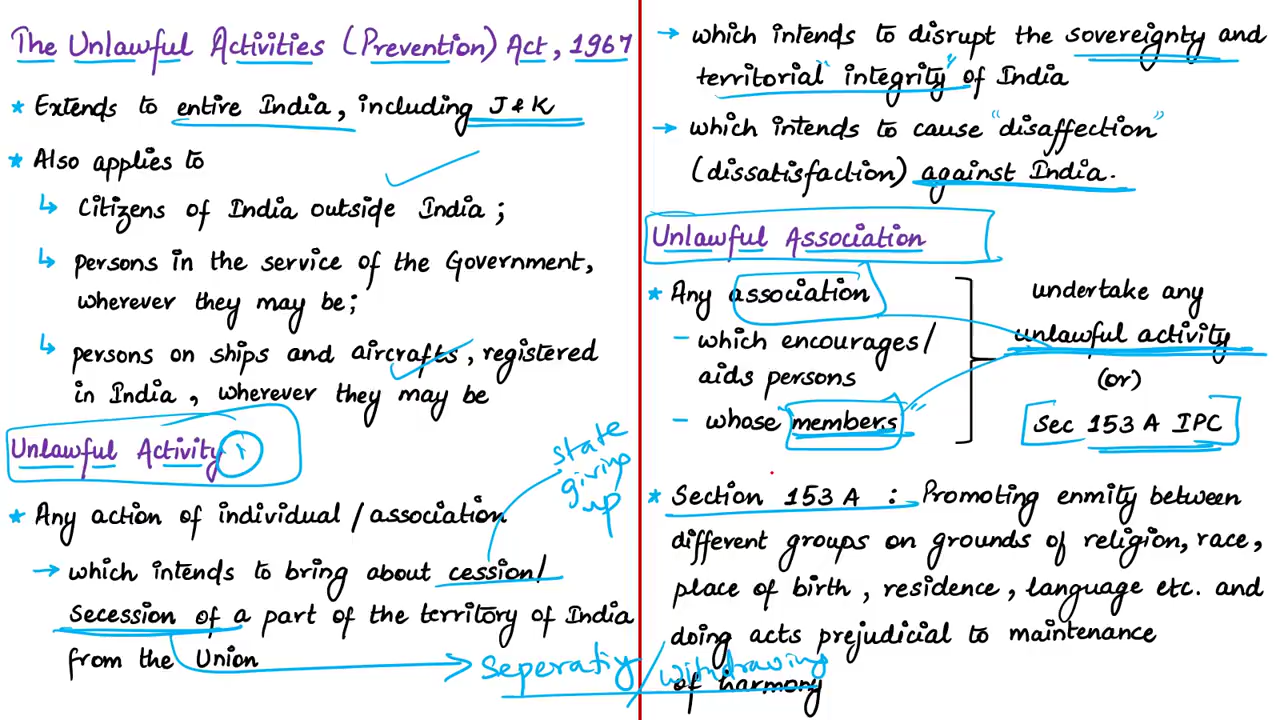 The Unlawful Activities (Prevention) Act, 1967
* Extends to entire India, including J & K
* Also applies to
↳ citizens of India outside India;
↳ persons in the service of the Government,
wherever they may be;
↳ persons on ships and aircrafts, registered
in India, wherever they may be
Unlawful Activity
* Any action of individual/association
→ which intends to bring about cession/
secession of a part of the territory of India
from the Union
state
giving
up
Seperatig/withdrawing
→ which intends to disrupt the sovereignty and
territorial "integrity" of India
→ which intends to cause "disaffection"
(dissatisfaction) against India.
Unlawful Association
* Any association
- which encourages/
aids persons
- whose "members"
undertake any
unlawful activity
(or)
Sec 153 A IPC
* Section 153 A : Promoting enmity between
different groups on grounds of religion, race,
place of birth, residence, language etc. and
doing acts prejudicial to maintenance
of harmony